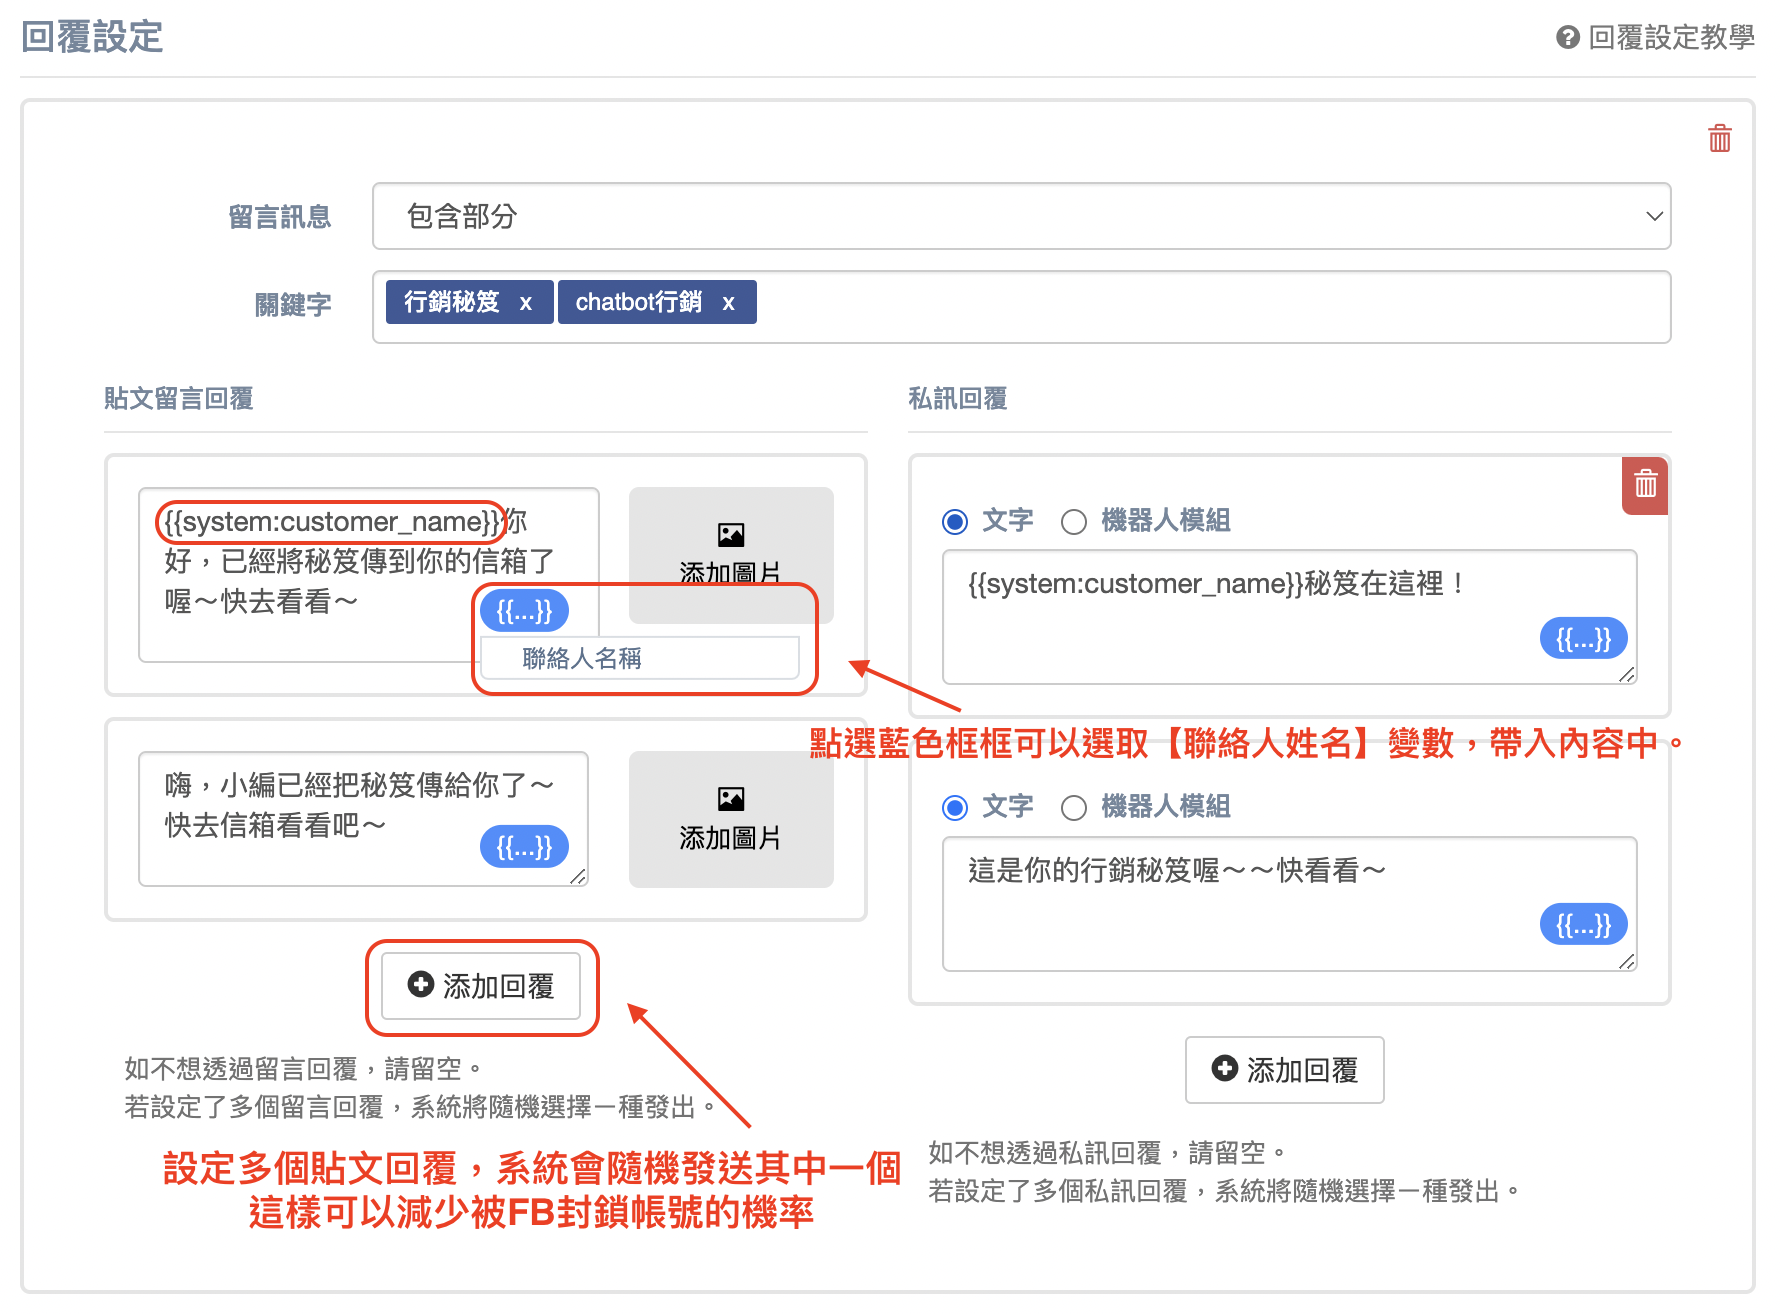 回覆設定
回覆設定教學
留言訊息
包含部分
關鍵字
行銷秘笈 x chatbot行銷 x
貼文留言回覆
{{system:customer_name}}你
好，已經將秘笈傳到你的信箱了
喔～快去看看～
{{...}}
聯絡人名稱
添加圖片
嗨，小編已經把秘笈傳給你了～
快去信箱看看吧～
{{...}}
添加圖片
添加回覆
如不想透過留言回覆，請留空。
若設定了多個留言回覆，系統將隨機選擇一種發出。
設定多個貼文回覆，系統會隨機發送其中一個
這樣可以減少被FB封鎖帳號的機率
私訊回覆
文字 機器人模組
{{system:customer_name}}秘笈在這裡！
{{...}}
點選藍色框框可以選取【聯絡人姓名】變數，帶入內容中。
文字 機器人模組
這是你的行銷秘笈喔～～快看看～
{{...}}
添加回覆
如不想透過私訊回覆，請留空。
若設定了多個私訊回覆，系統將隨機選擇一種發出。